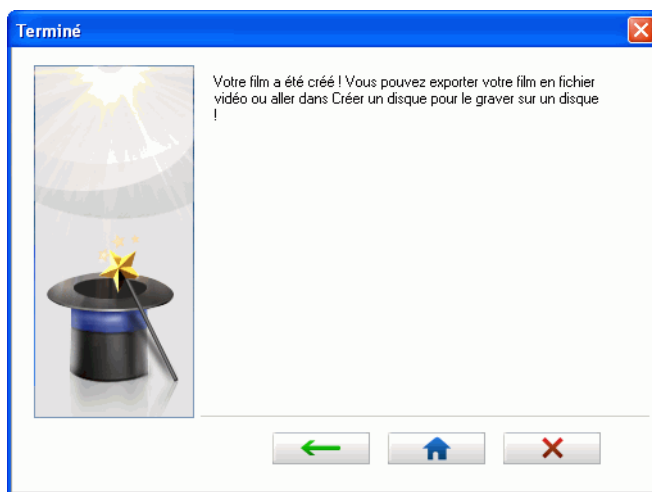 Terminé
Votre film a été créé ! Vous pouvez exporter votre film en fichier
vidéo ou aller dans Créer un disque pour le graver sur un disque
!